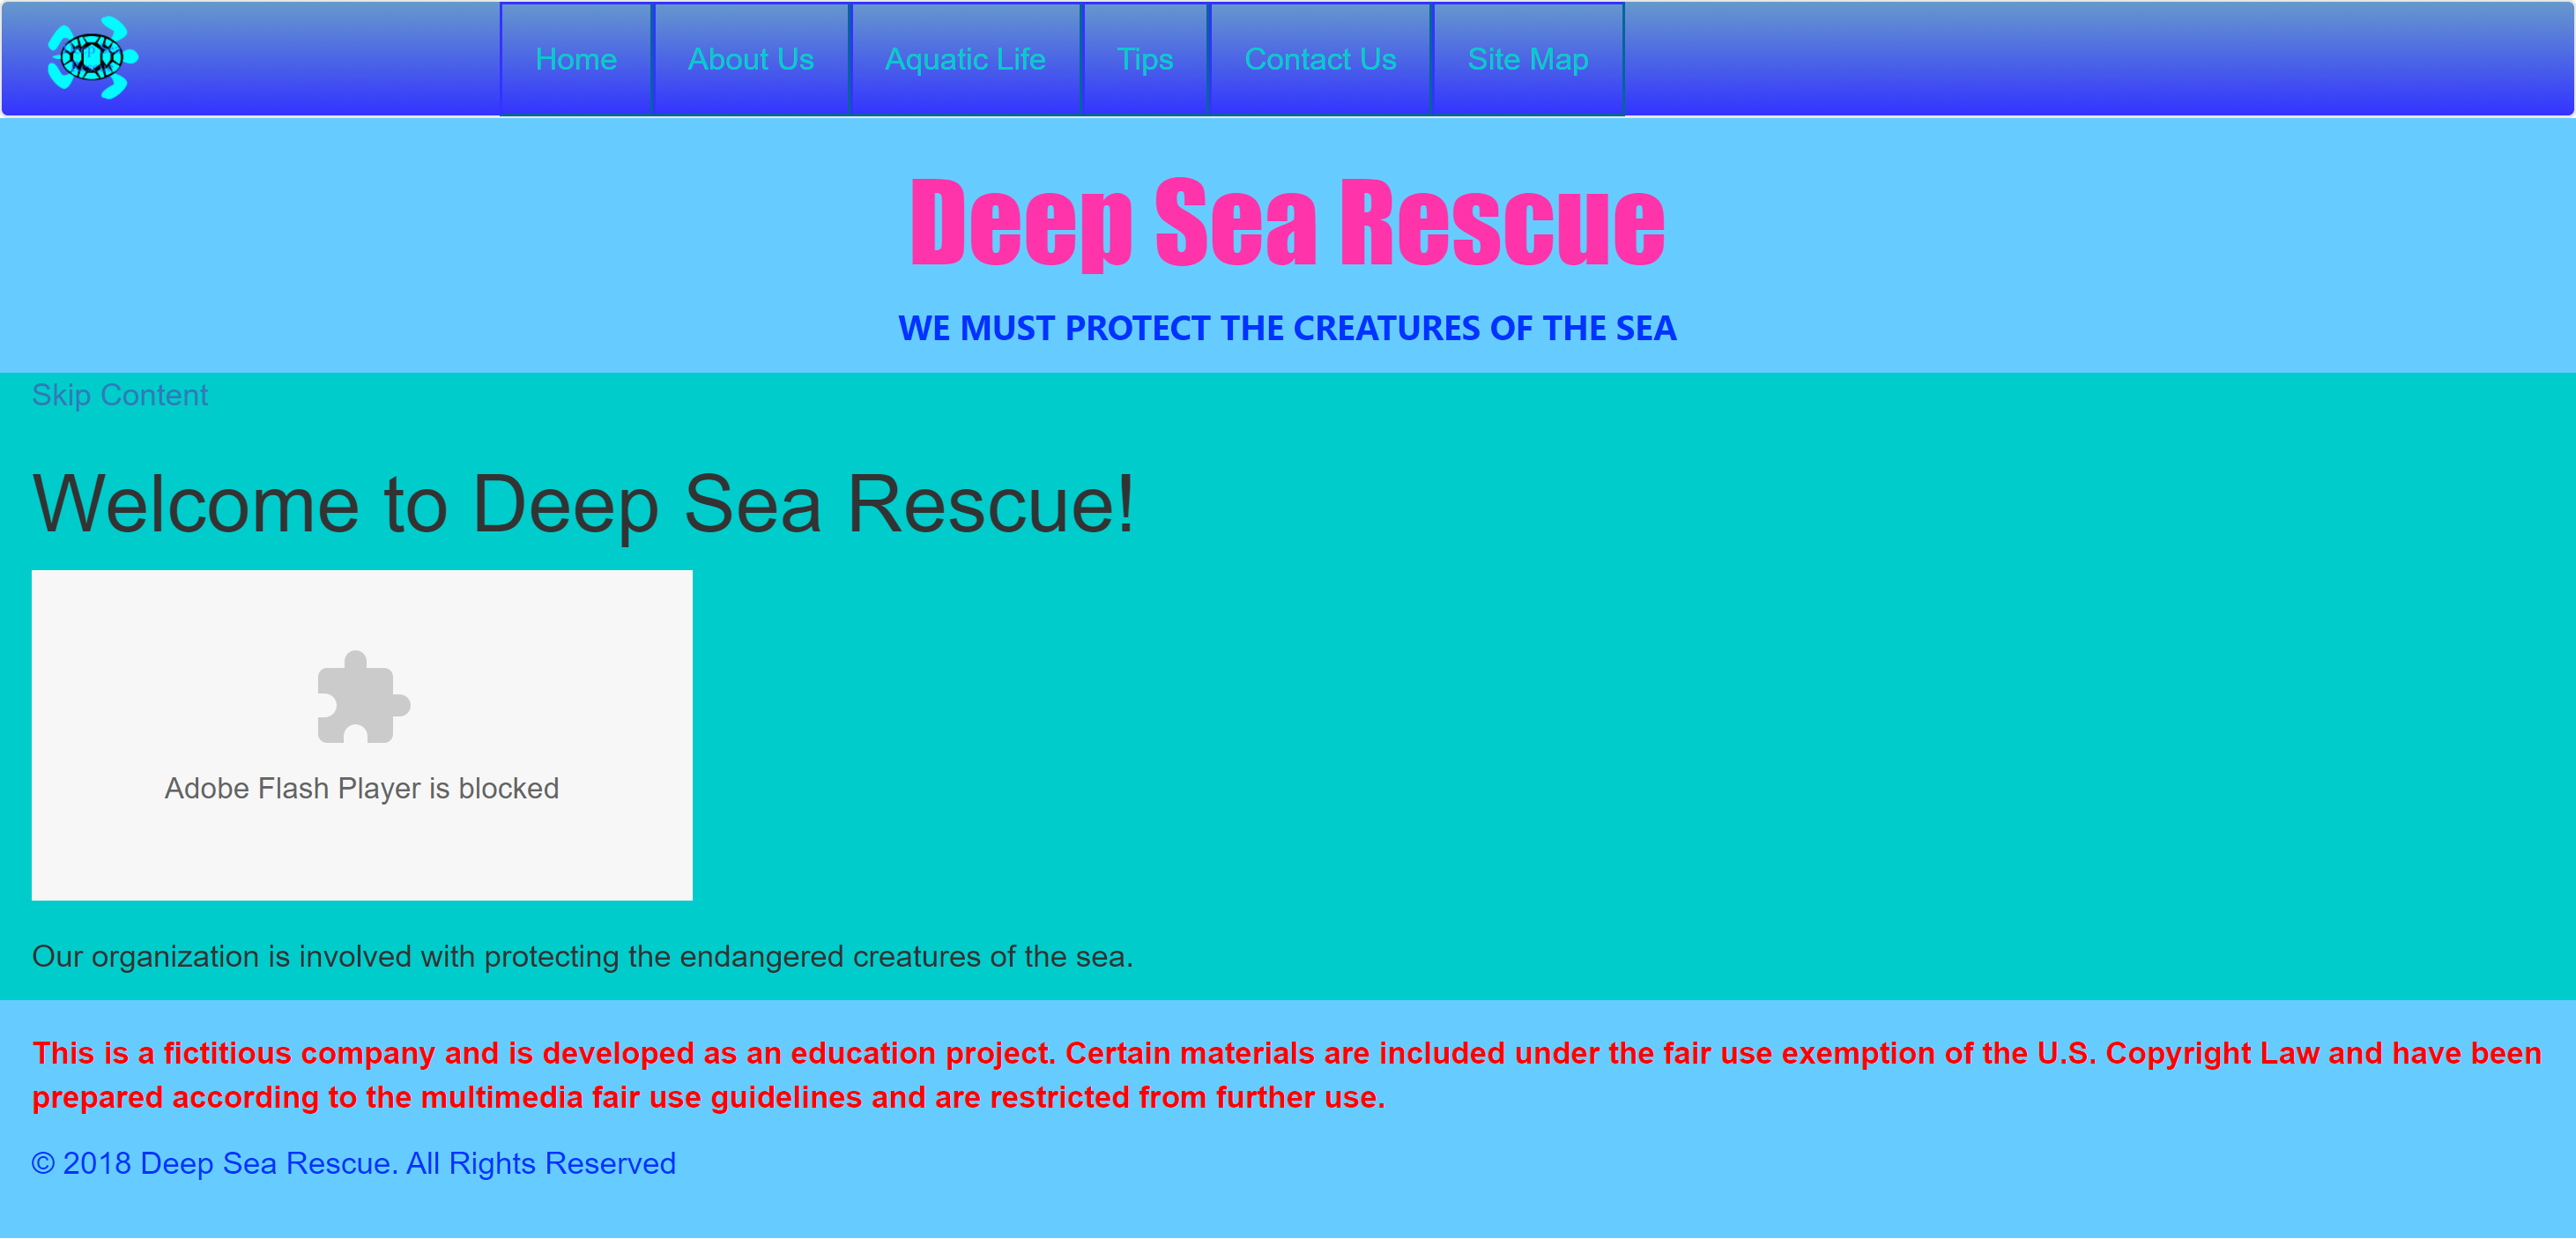 Home About Us Aquatic Life Tips Contact Us Site Map
Deep Sea Rescue
WE MUST PROTECT THE CREATURES OF THE SEA
Skip Content
Welcome to Deep Sea Rescue!
Adobe Flash Player is blocked
Our organization is involved with protecting the endangered creatures of the sea.
This is a fictitious company and is developed as an education project. Certain materials are included under the fair use exemption of the U.S. Copyright Law and have been
prepared according to the multimedia fair use guidelines and are restricted from further use.
© 2018 Deep Sea Rescue. All Rights Reserved